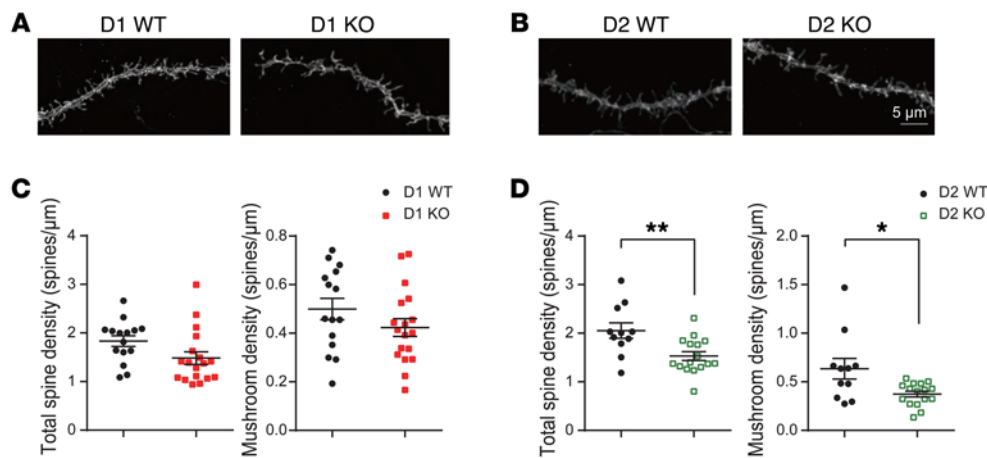 A
D1 WT
D1 KO
B
D2 WT
D2 KO
5 µm
C
D1 WT
D1 KO
Total spine density (spines/µm)
4
3
2
1
0
Mushroom density (spines/µm)
0.8
0.6
0.4
0.2
0.0
D
D2 WT
D2 KO
Total spine density (spines/µm)
4
3
2
1
0
**
Mushroom density (spines/µm)
2.0
1.5
1.0
0.5
0.0
*